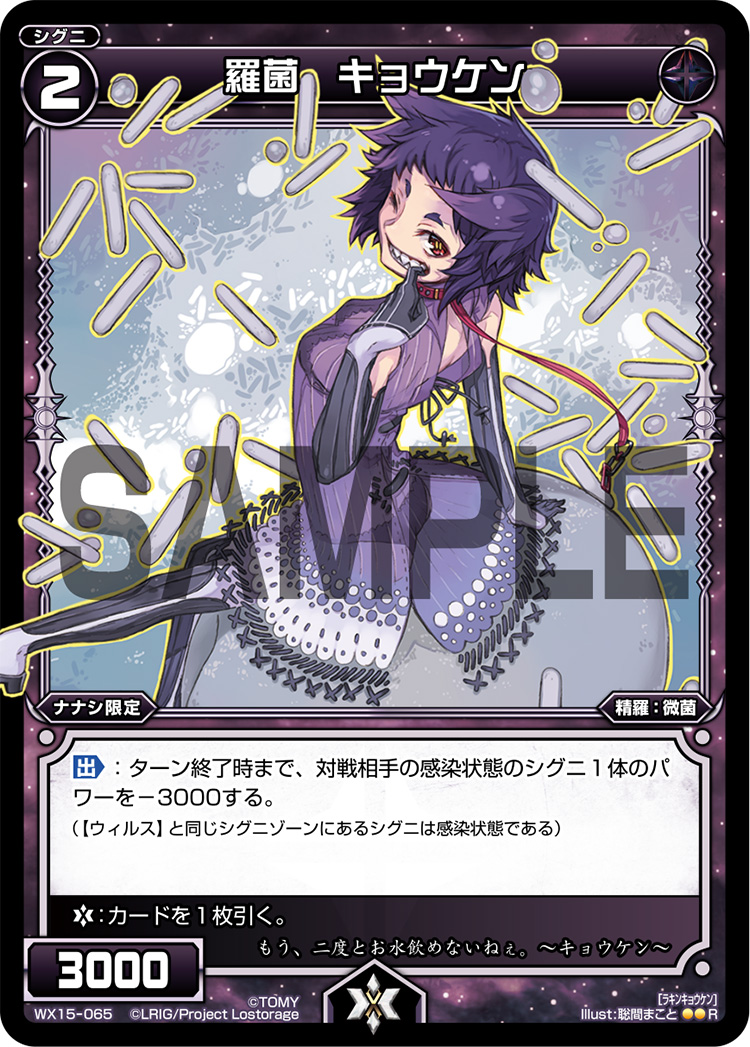 シグニ
2
羅菌 キョウケン
SAMPLE
ナナシ限定
精羅：微菌
出：ターン終了時まで、対戦相手の感染状態のシグニ１体のパ
ワーを－3000する。
（【ウィルス】と同じシグニゾーンにあるシグニは感染状態である）
：カードを１枚引く。
もう、二度とお水飲めないねぇ。～キョウケン～
3000
©TOMY
[ラキンキョウケン]
WX15-065 ©LRIG/Project Lostorage
Illust:聡間まこと R